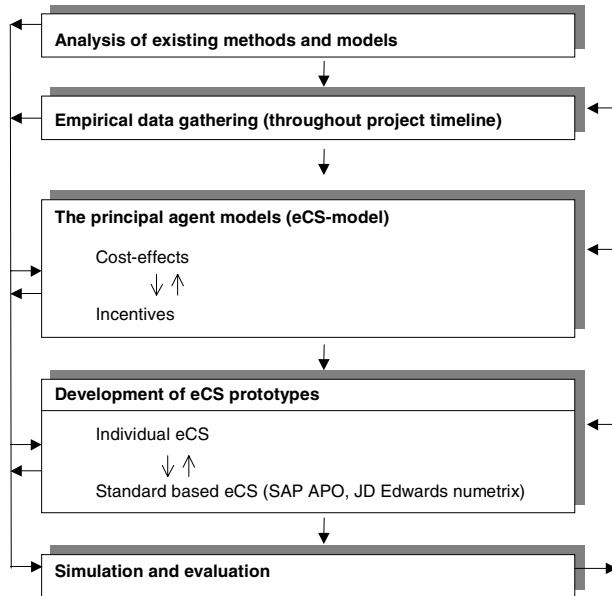 Analysis of existing methods and models
Empirical data gathering (throughout project timeline)
The principal agent models (eCS-model)
Cost-effects
Incentives
Development of eCS prototypes
Individual eCS
Standard based eCS (SAP APO, JD Edwards numetrix)
Simulation and evaluation